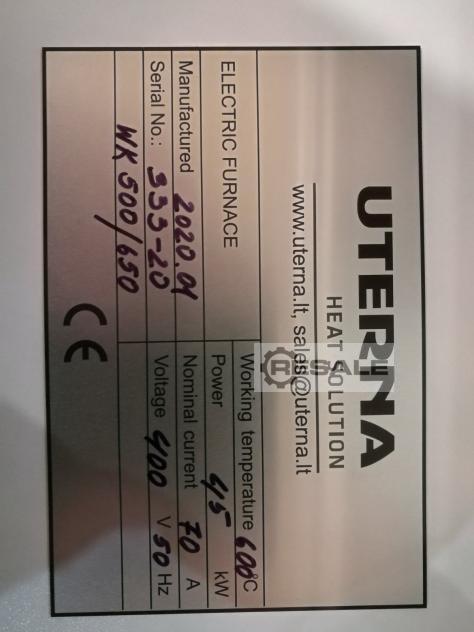 UTERNA
HEAT SOLUTION
www.uterna.lt, sales@uterna.lt
ELECTRIC FURNACE
Working temperature 600°C
Power 45 kW
Manufactured 2020.09
Nominal current 70 A
Serial No.: 333-20
Voltage 400 V 50 Hz
WK 500/650
CE
RESALE